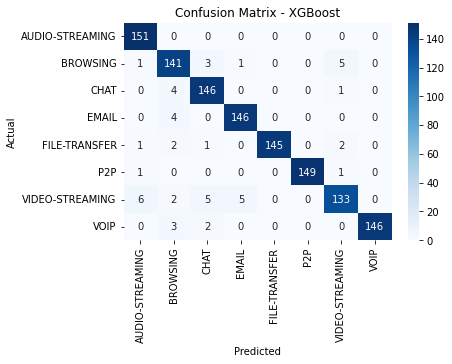 Confusion Matrix - XGBoost
Actual
AUDIO-STREAMING 151 0 0 0 0 0 0 0
BROWSING 1 141 3 1 0 0 5 0
CHAT 0 4 146 0 0 0 1 0
EMAIL 0 4 0 146 0 0 0 0
FILE-TRANSFER 1 2 1 0 145 0 2 0
P2P 1 0 0 0 0 149 1 0
VIDEO-STREAMING 6 2 5 5 0 0 133 0
VOIP 0 3 2 0 0 0 0 146
AUDIO-STREAMING
BROWSING
CHAT
EMAIL
FILE-TRANSFER
P2P
VIDEO-STREAMING
VOIP
Predicted
140
120
100
80
60
40
20
0